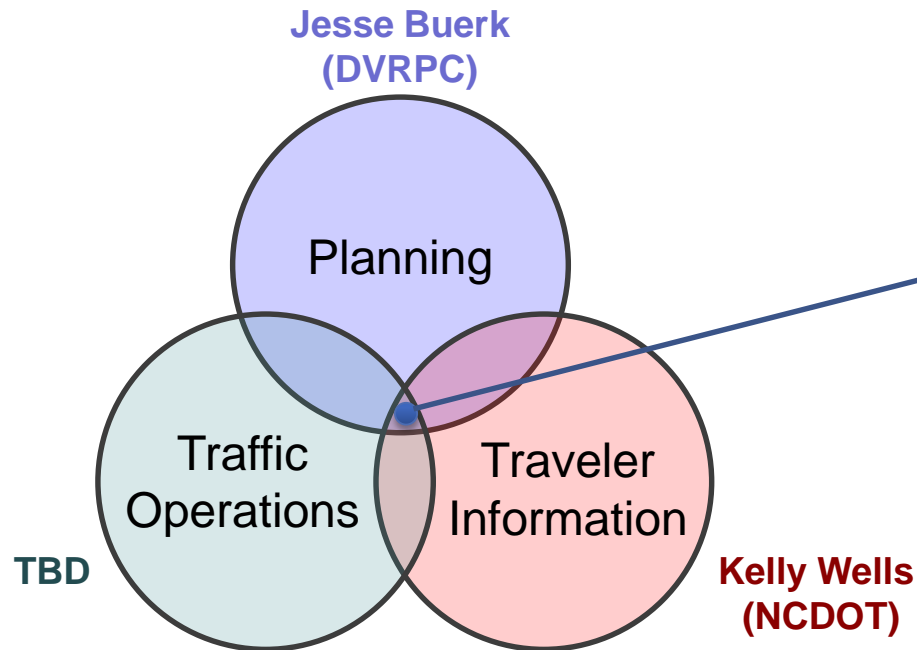 Jesse Buerk
(DVRPC)
Planning
Traffic
Operations
Traveler
Information
TBD
Kelly Wells
(NCDOT)